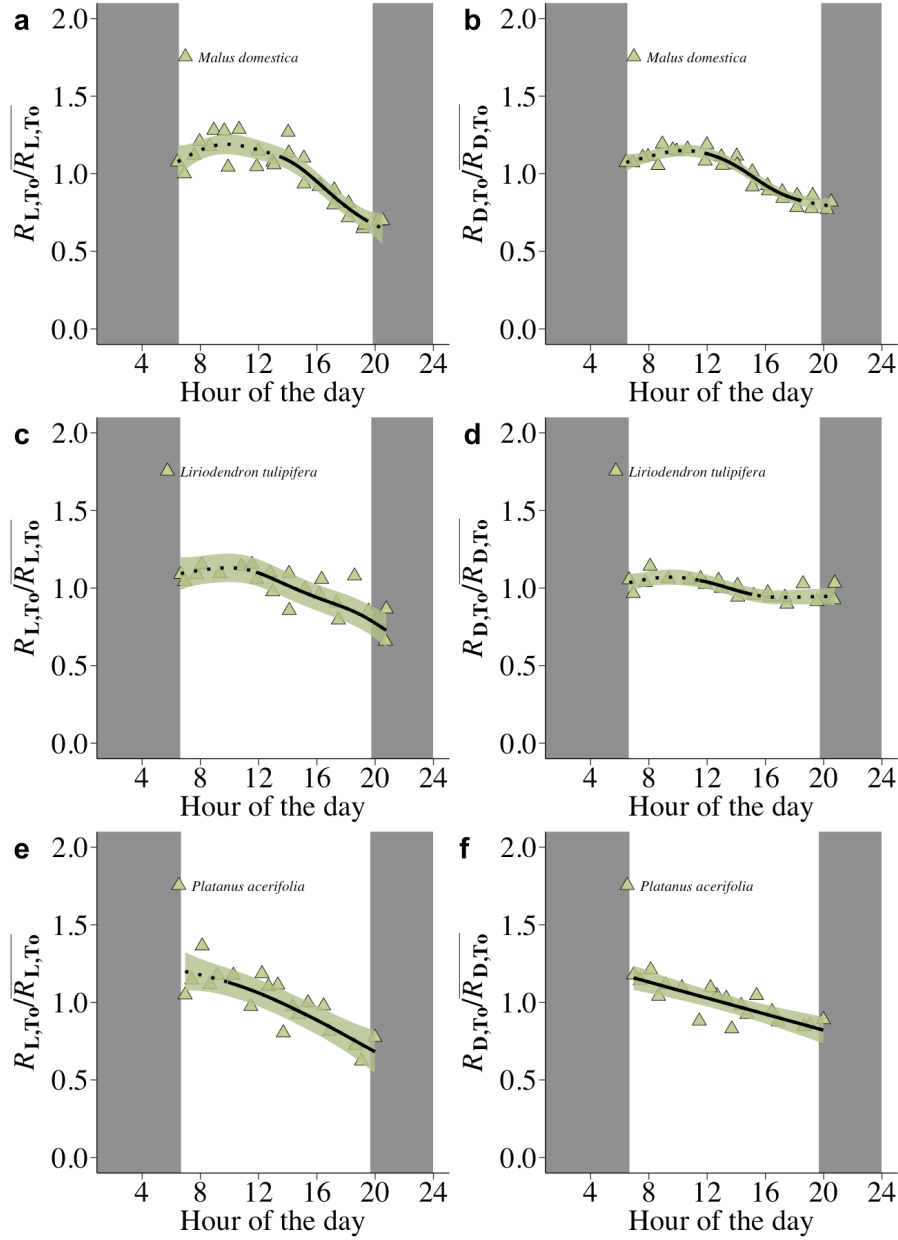 a
2.0
Malus domestica
1.5
1.0
0.5
0.0
R_L,To/R_L,To
4 8 12 16 20 24
Hour of the day
b
2.0
Malus domestica
1.5
1.0
0.5
0.0
R_D,To/R_D,To
4 8 12 16 20 24
Hour of the day
c
2.0
Liriodendron tulipifera
1.5
1.0
0.5
0.0
R_L,To/R_L,To
4 8 12 16 20 24
Hour of the day
d
2.0
Liriodendron tulipifera
1.5
1.0
0.5
0.0
R_D,To/R_D,To
4 8 12 16 20 24
Hour of the day
e
2.0
Platanus acerifolia
1.5
1.0
0.5
0.0
R_L,To/R_L,To
4 8 12 16 20 24
Hour of the day
f
2.0
Platanus acerifolia
1.5
1.0
0.5
0.0
R_D,To/R_D,To
4 8 12 16 20 24
Hour of the day